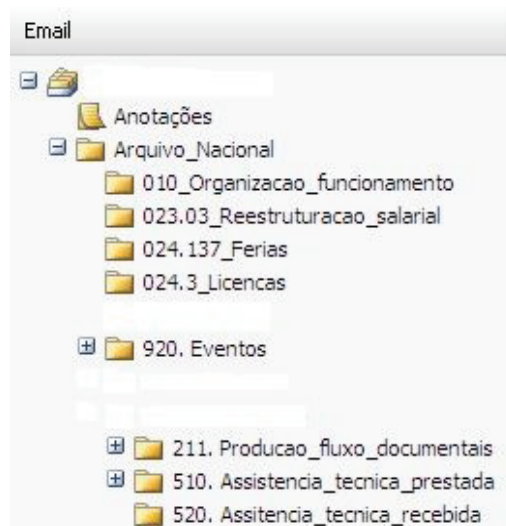 Email
Anotações
Arquivo_Nacional
010_Organizacao_funcionamento
023.03_Reestruturacao_salarial
024.137_Ferias
024.3_Licencas
920. Eventos
211. Producao_fluxo_documentais
510. Assistencia_tecnica_prestada
520. Assitencia_tecnica_recebida